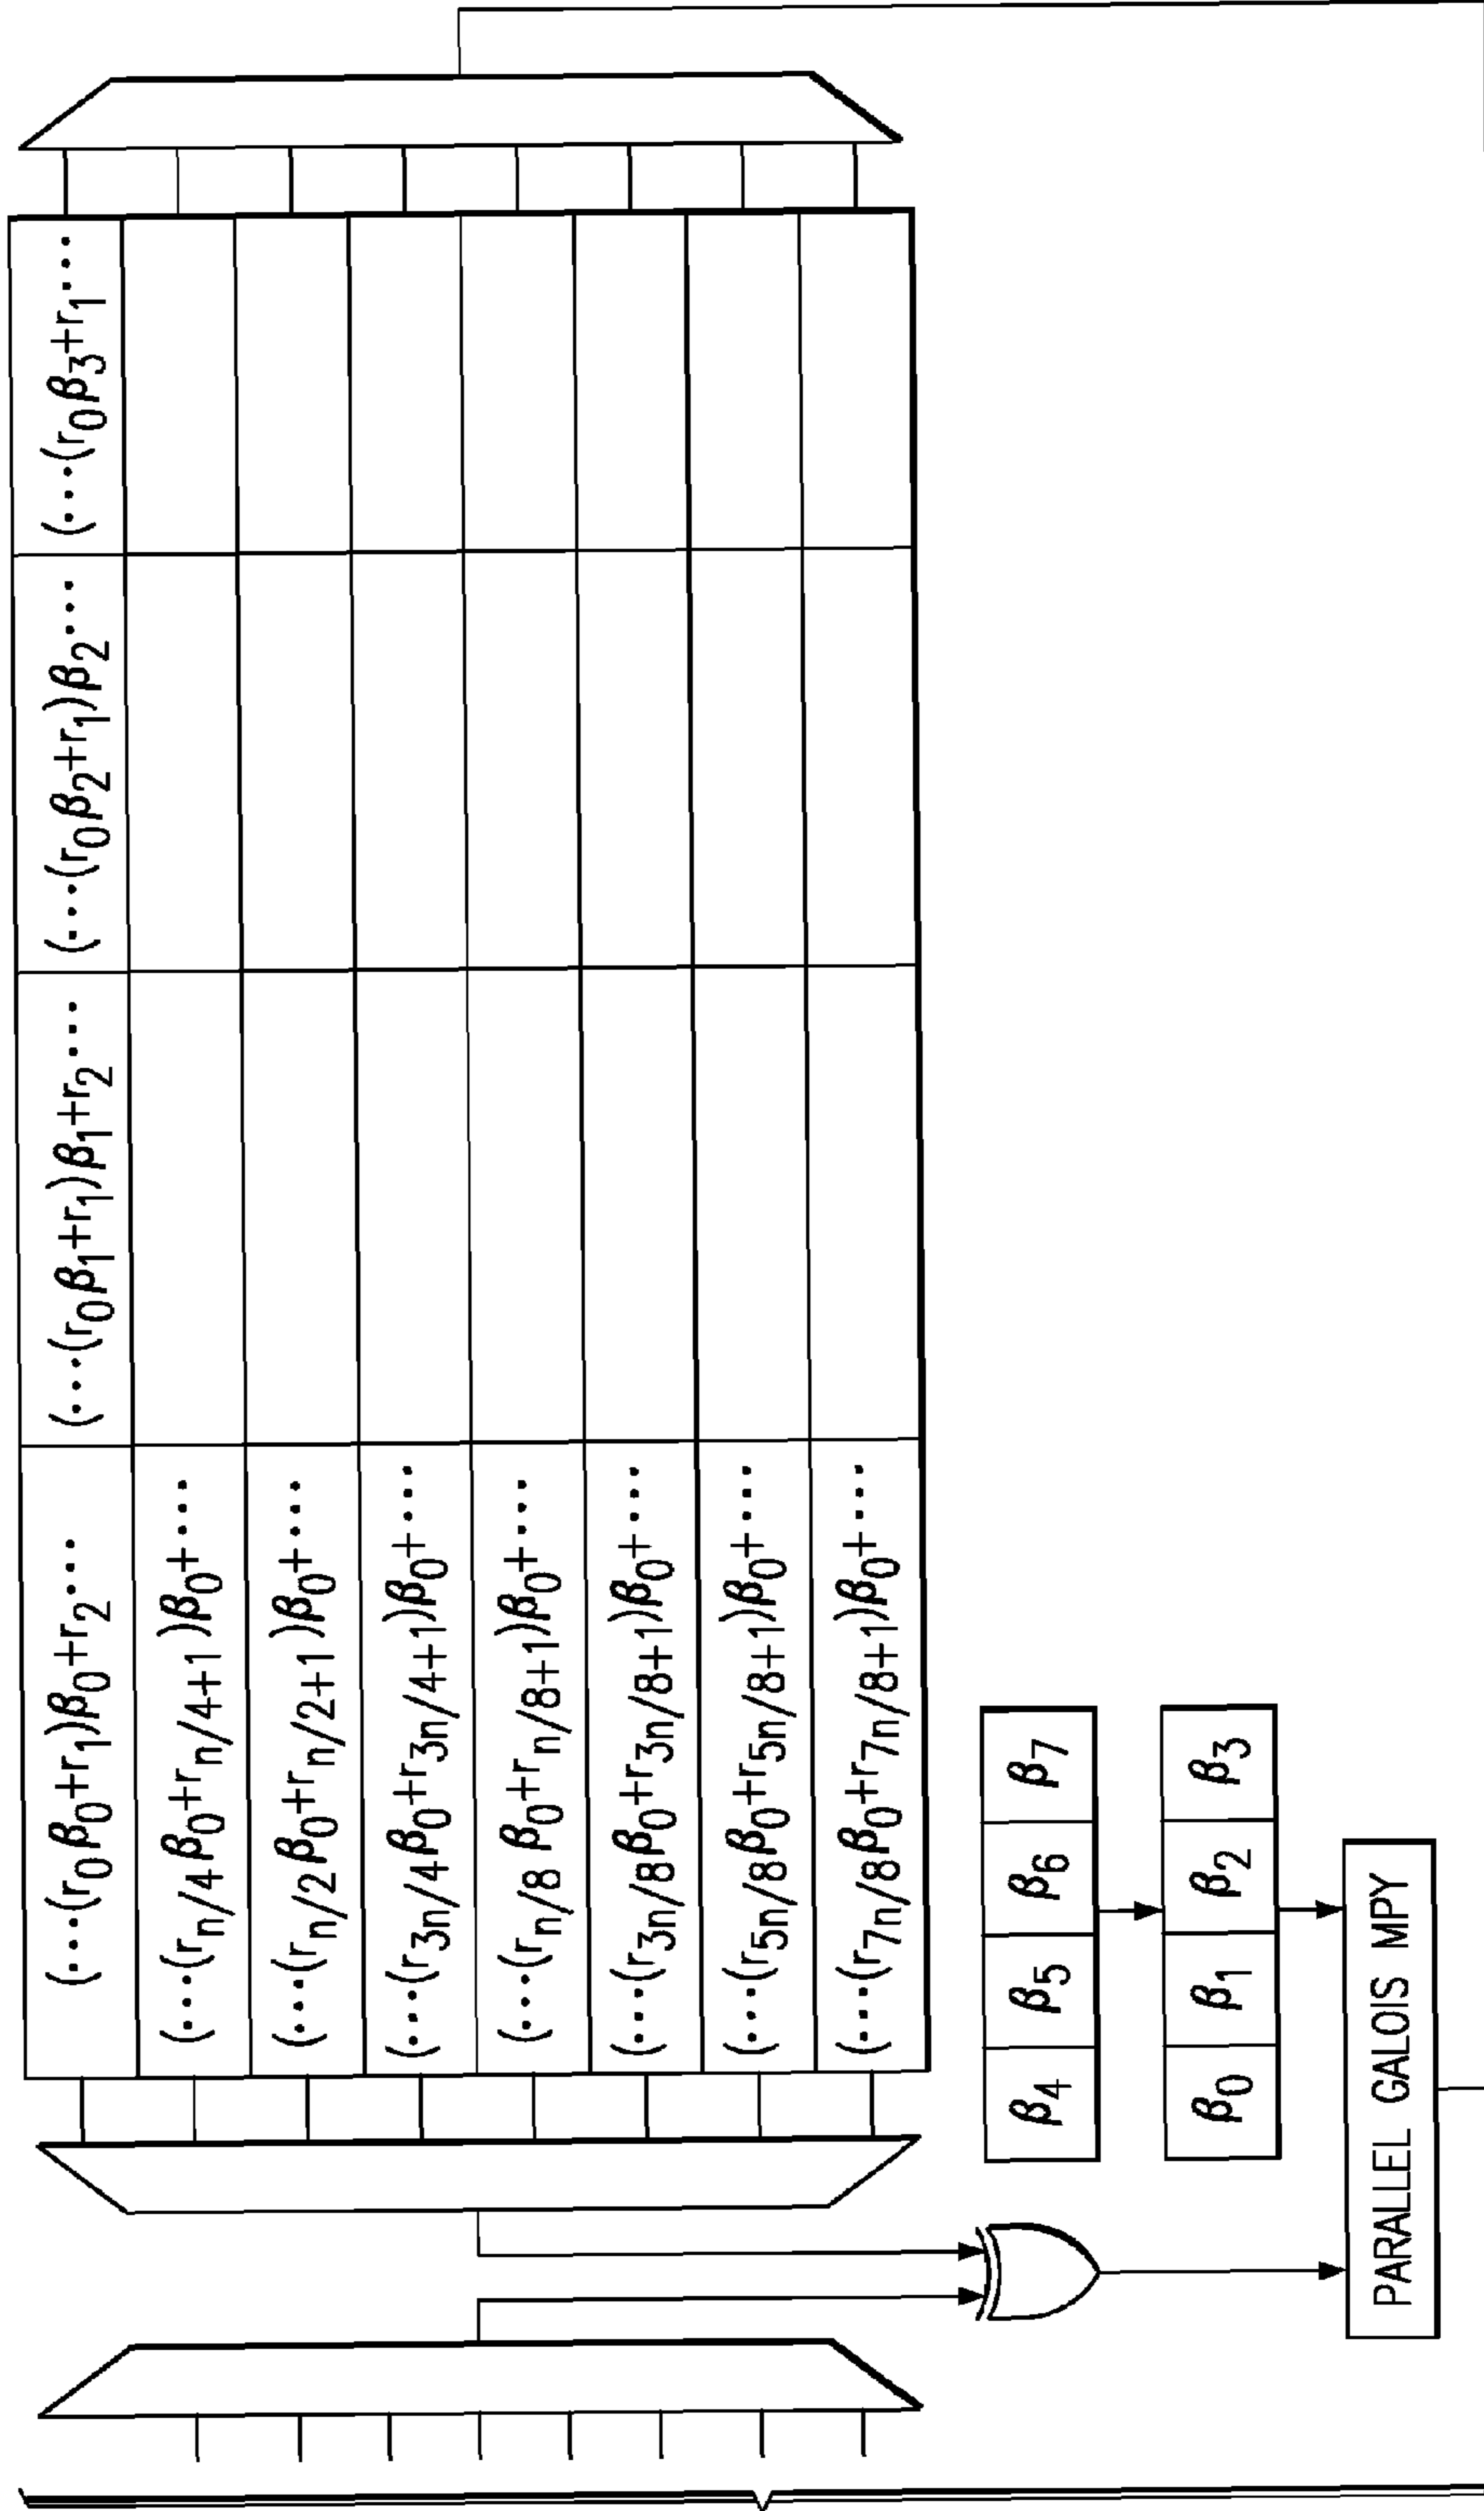 (···(r₀β₀+r₁)β₀+r₂··· (···(r₀β₁+r₁)β₁+r₂··· (···(r₀β₂+r₁)β₂··· (···(r₀β₃+r₁···
(···(rₙ/₄β₀+rₙ/₄₊₁)β₀+···
(···(rₙ/₂β₀+rₙ/₂₊₁)β₀+···
(···(r₃ₙ/₄β₀+r₃ₙ/₄₊₁)β₀+···
(···(rₙ/₈β₀+rₙ/₈₊₁)β₀+···
(···(r₃ₙ/₈β₀+r₃ₙ/₈₊₁)β₀+···
(···(r₅ₙ/₈β₀+r₅ₙ/₈₊₁)β₀+···
(···(r₇ₙ/₈β₀+r₇ₙ/₈₊₁)β₀+···
β₄ β₅ β₆ β₇
β₀ β₁ β₂ β₃
PARALLEL GALOIS MPY